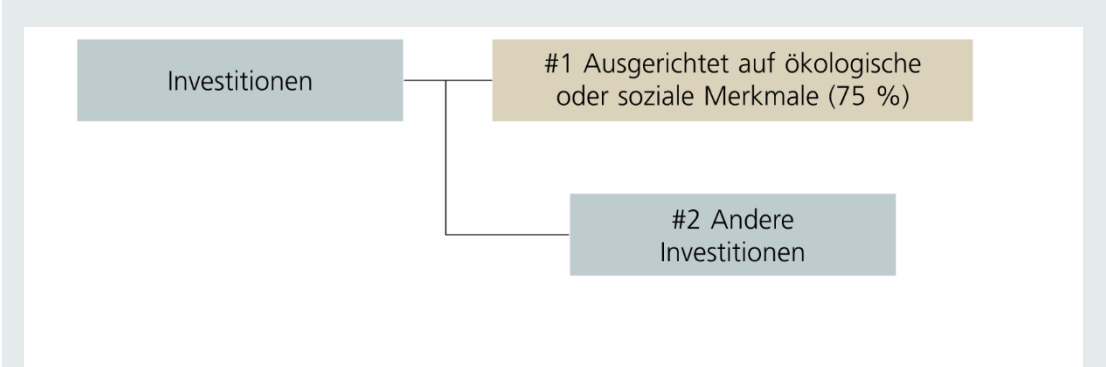 Investitionen
#1 Ausgerichtet auf ökologische
oder soziale Merkmale (75 %)
#2 Andere
Investitionen